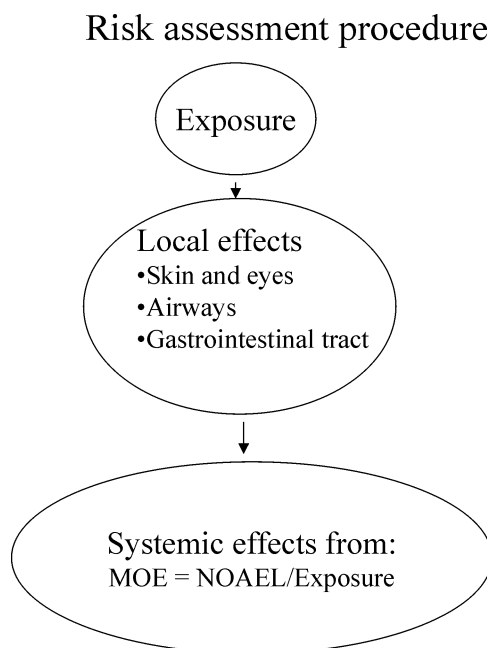 Risk assessment procedure
Exposure
Local effects
•Skin and eyes
•Airways
•Gastrointestinal tract
Systemic effects from:
MOE = NOAEL/Exposure